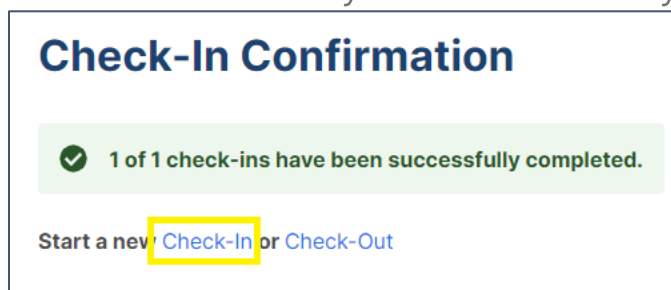 Check-In Confirmation
1 of 1 check-ins have been successfully completed.
Start a new Check-In or Check-Out